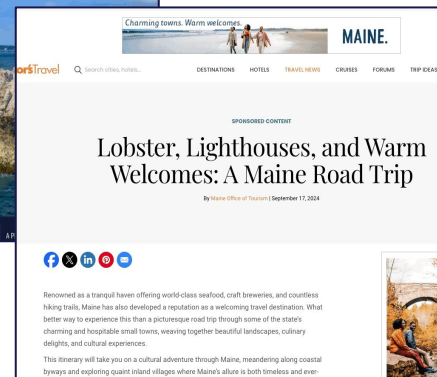 Charming towns. Warm welcomes.
MAINE.
or's Travel
Search cities, hotels...
DESTINATIONS HOTELS TRAVEL NEWS CRUISES FORUMS TRIP IDEAS
SPONSORED CONTENT
Lobster, Lighthouses, and Warm
Welcomes: A Maine Road Trip
By Maine Office of Tourism | September 17, 2024
Renowned as a tranquil haven offering world-class seafood, craft breweries, and countless
hiking trails, Maine has also developed a reputation as a welcoming travel destination. What
better way to experience this than a picturesque road trip through some of the state's
charming and hospitable small towns, weaving together beautiful landscapes, culinary
delights, and cultural experiences.
This itinerary will take you on a cultural adventure through Maine, meandering along coastal
byways and exploring quaint inland villages where Maine's allure is both timeless and ever-